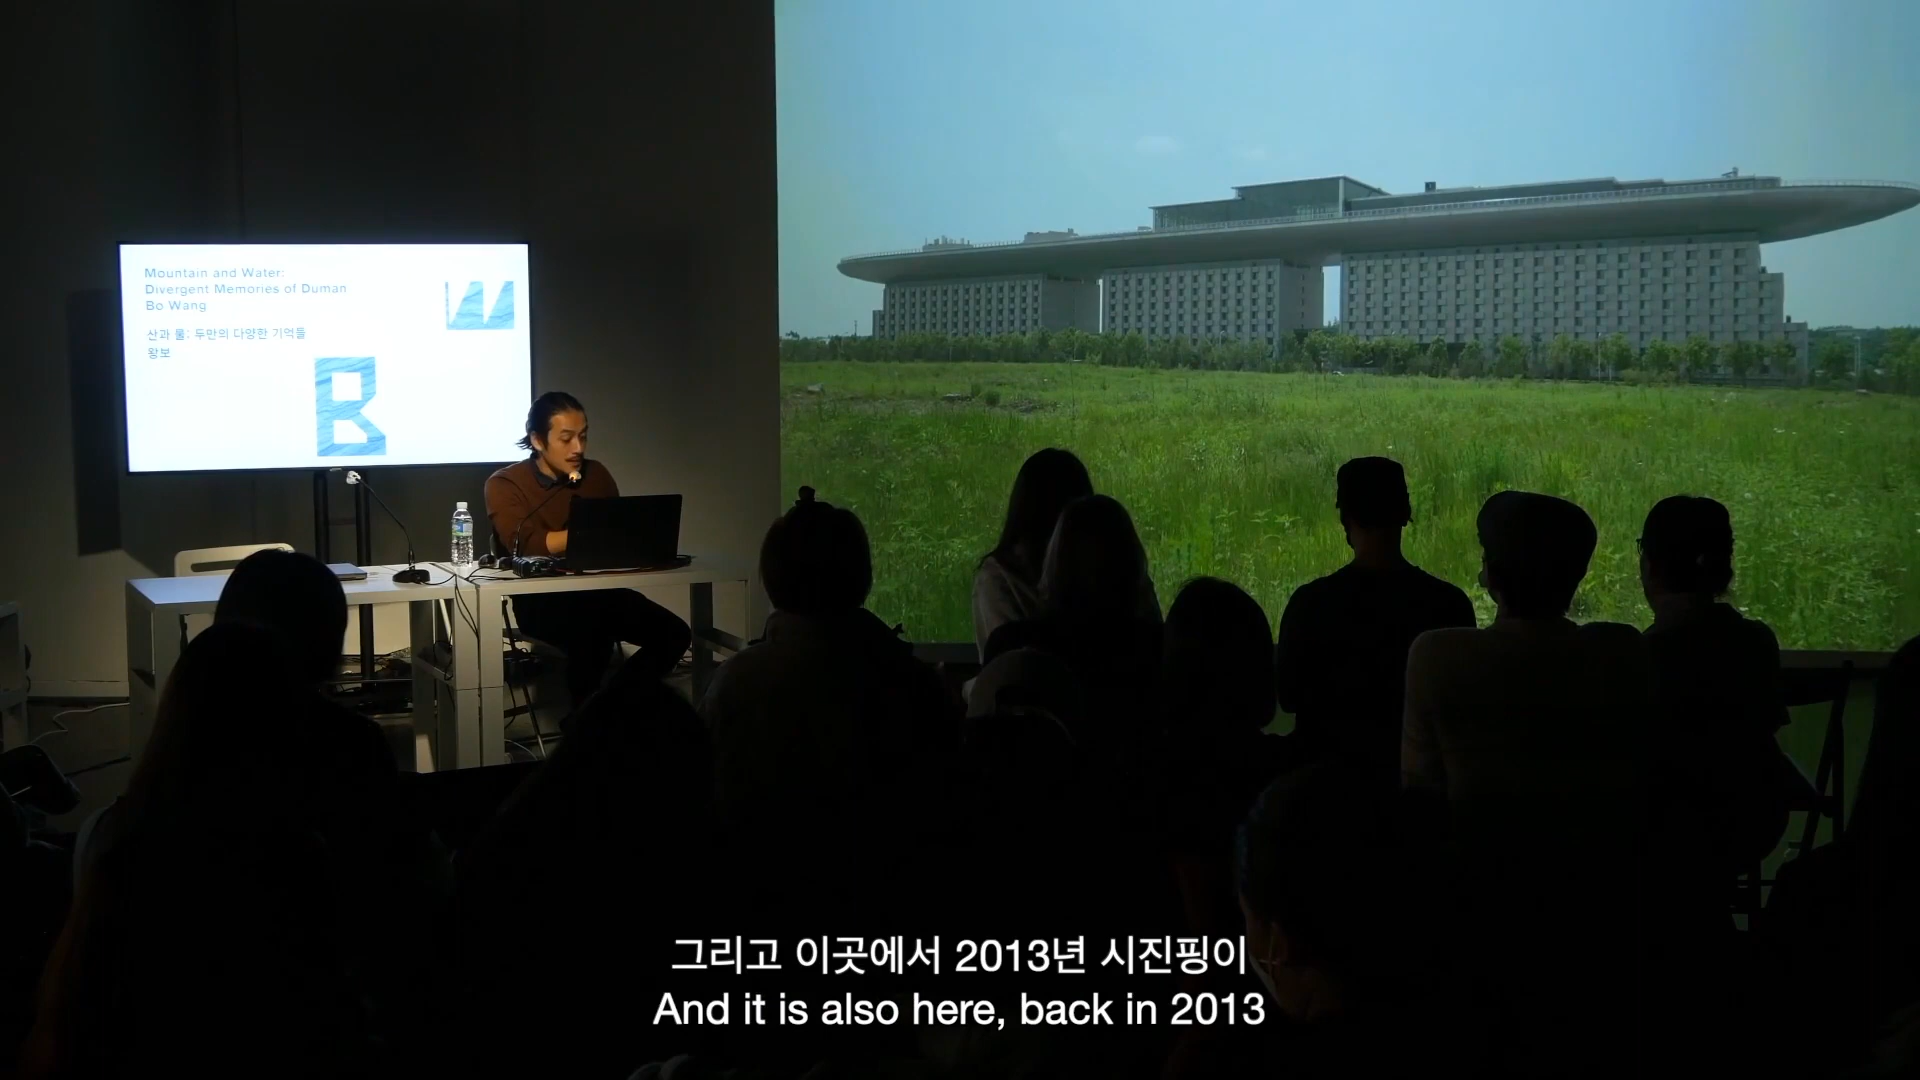 Mountain and Water:
Divergent Memories of Duman
Bo Wang
산과 물: 두만의 다양한 기억들
왕보
W
B
그리고 이곳에서 2013년 시진핑이
And it is also here, back in 2013